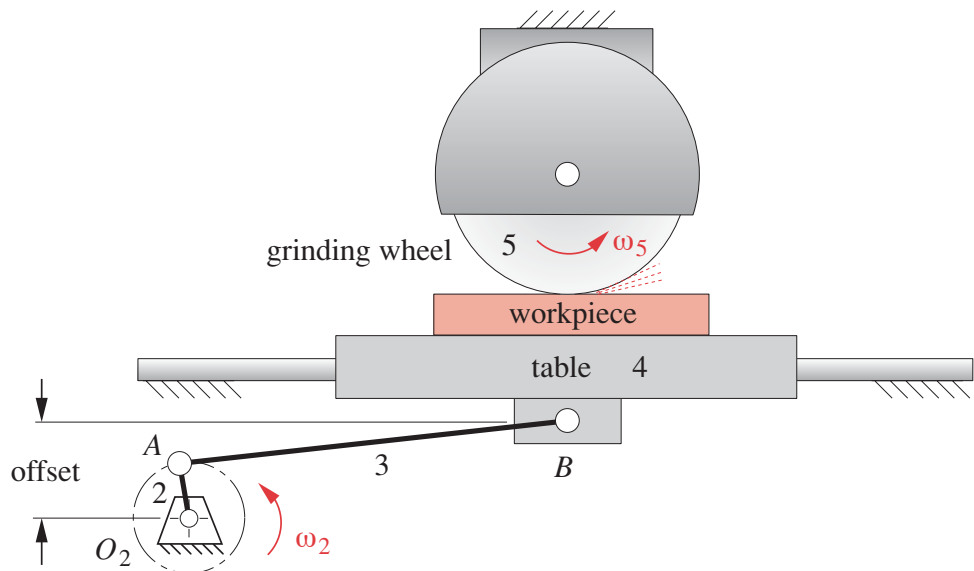 grinding wheel
5
ω5
workpiece
table
4
A
offset
2
3
B
O2
ω2